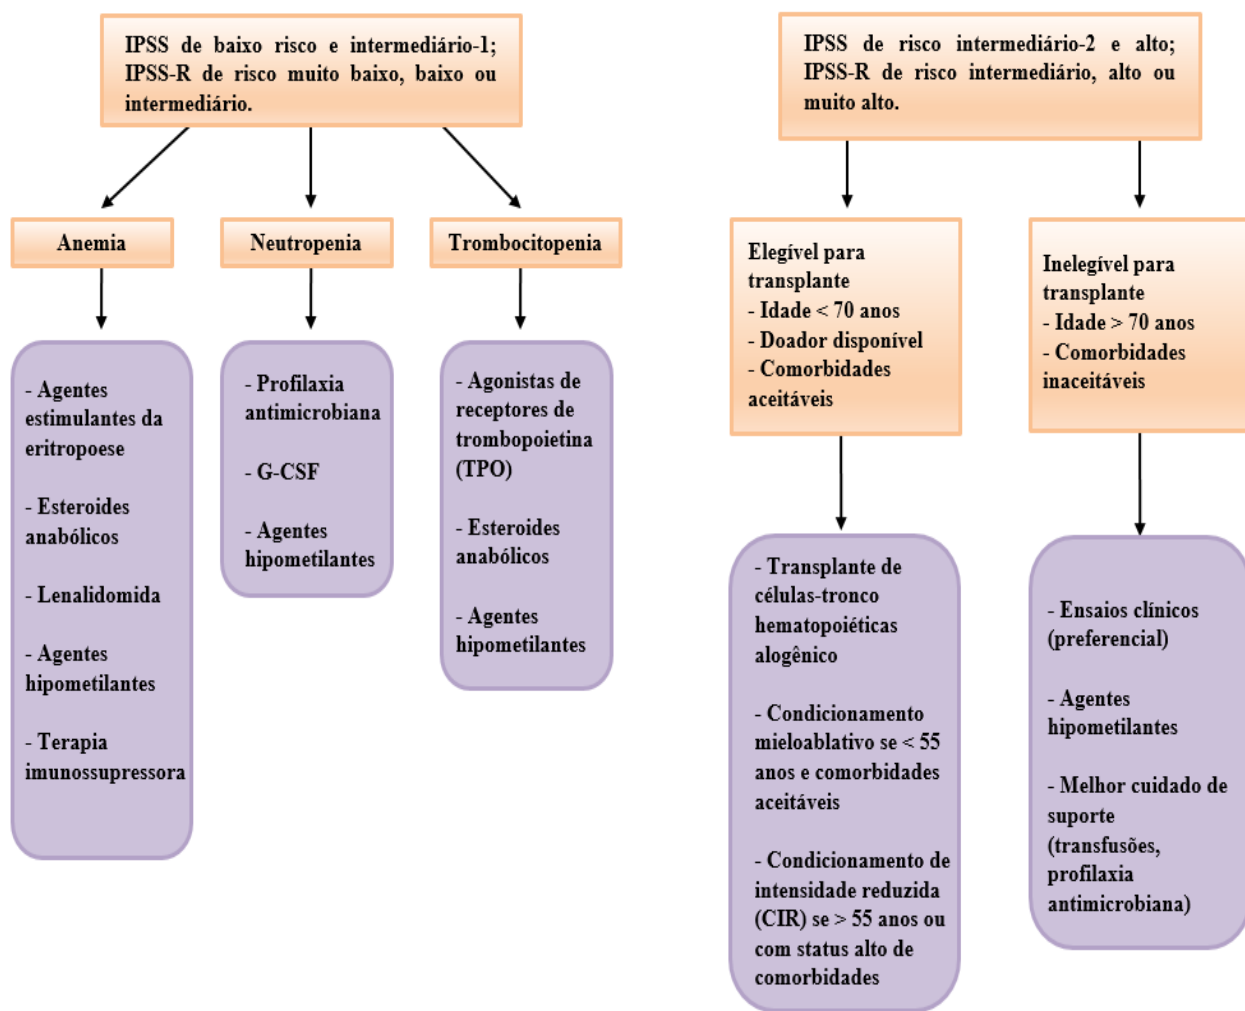 IPSS de baixo risco e intermediário-1;
IPSS-R de risco muito baixo, baixo ou
intermediário.
Anemia
- Agentes
estimulantes da
eritropoese
- Esteroides
anabólicos
- Lenalidomida
- Agentes
hipometilantes
- Terapia
imunossupressora
Neutropenia
- Profilaxia
antimicrobiana
- G-CSF
- Agentes
hipometilantes
Trombocitopenia
- Agonistas de
receptores de
trombopoietina
(TPO)
- Esteroides
anabólicos
- Agentes
hipometilantes
IPSS de risco intermediário-2 e alto;
IPSS-R de risco intermediário, alto ou
muito alto.
Elegível para
transplante
- Idade < 70 anos
- Doador disponível
- Comorbidades
aceitáveis
- Transplante de
células-tronco
hematopoiéticas
alogênico
- Condicionamento
mieloablativo se < 55
anos e comorbidades
aceitáveis
- Condicionamento de
intensidade reduzida
(CIR) se > 55 anos ou
com status alto de
comorbidades
Inelegível para
transplante
- Idade > 70 anos
- Comorbidades
inaceitáveis
- Ensaios clínicos
(preferencial)
- Agentes
hipometilantes
- Melhor cuidado de
suporte
(transfusões,
profilaxia
antimicrobiana)